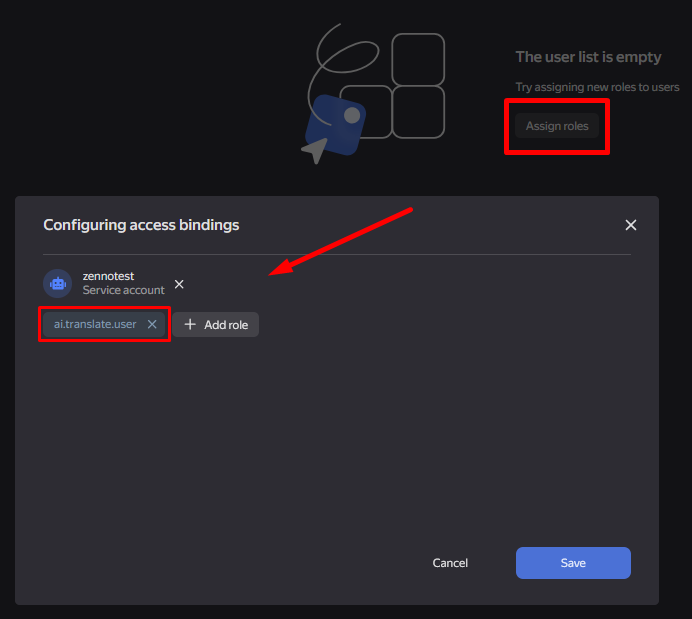 The user list is empty
Try assigning new roles to users
Assign roles
Configuring access bindings
zennotest
Service account
ai.translate.user
Add role
Cancel
Save